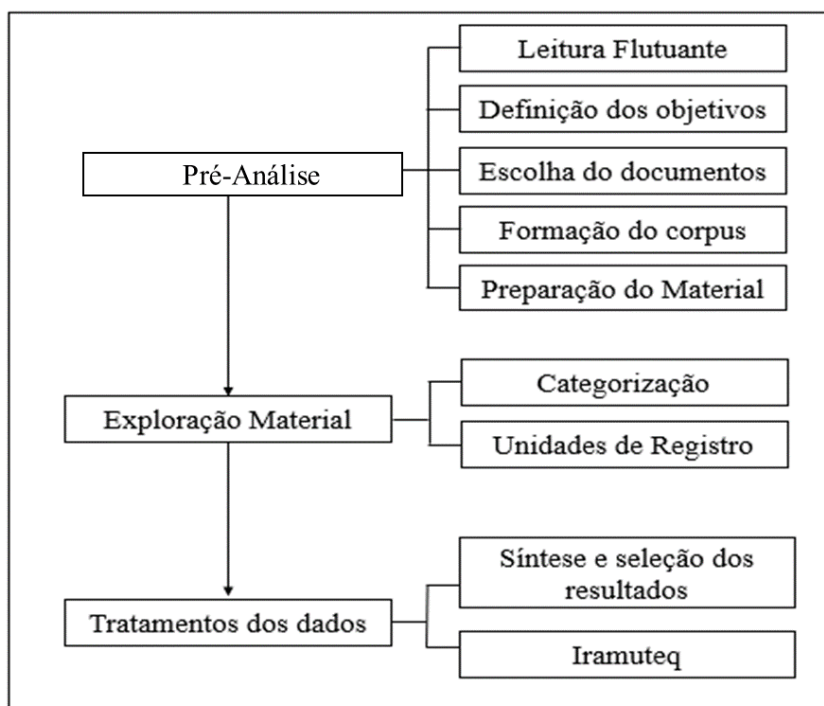 Leitura Flutuante
Definição dos objetivos
Pré-Análise
Escolha do documentos
Formação do corpus
Preparação do Material
Categorização
Exploração Material
Unidades de Registro
Síntese e seleção dos
resultados
Tratamentos dos dados
Iramuteq